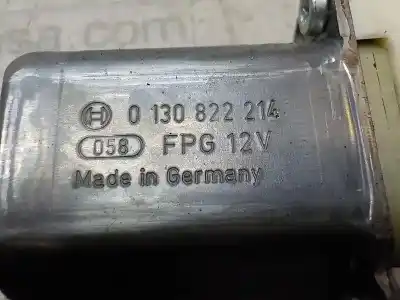 0 130 822 214
058 FPG 12V
Made in Germany